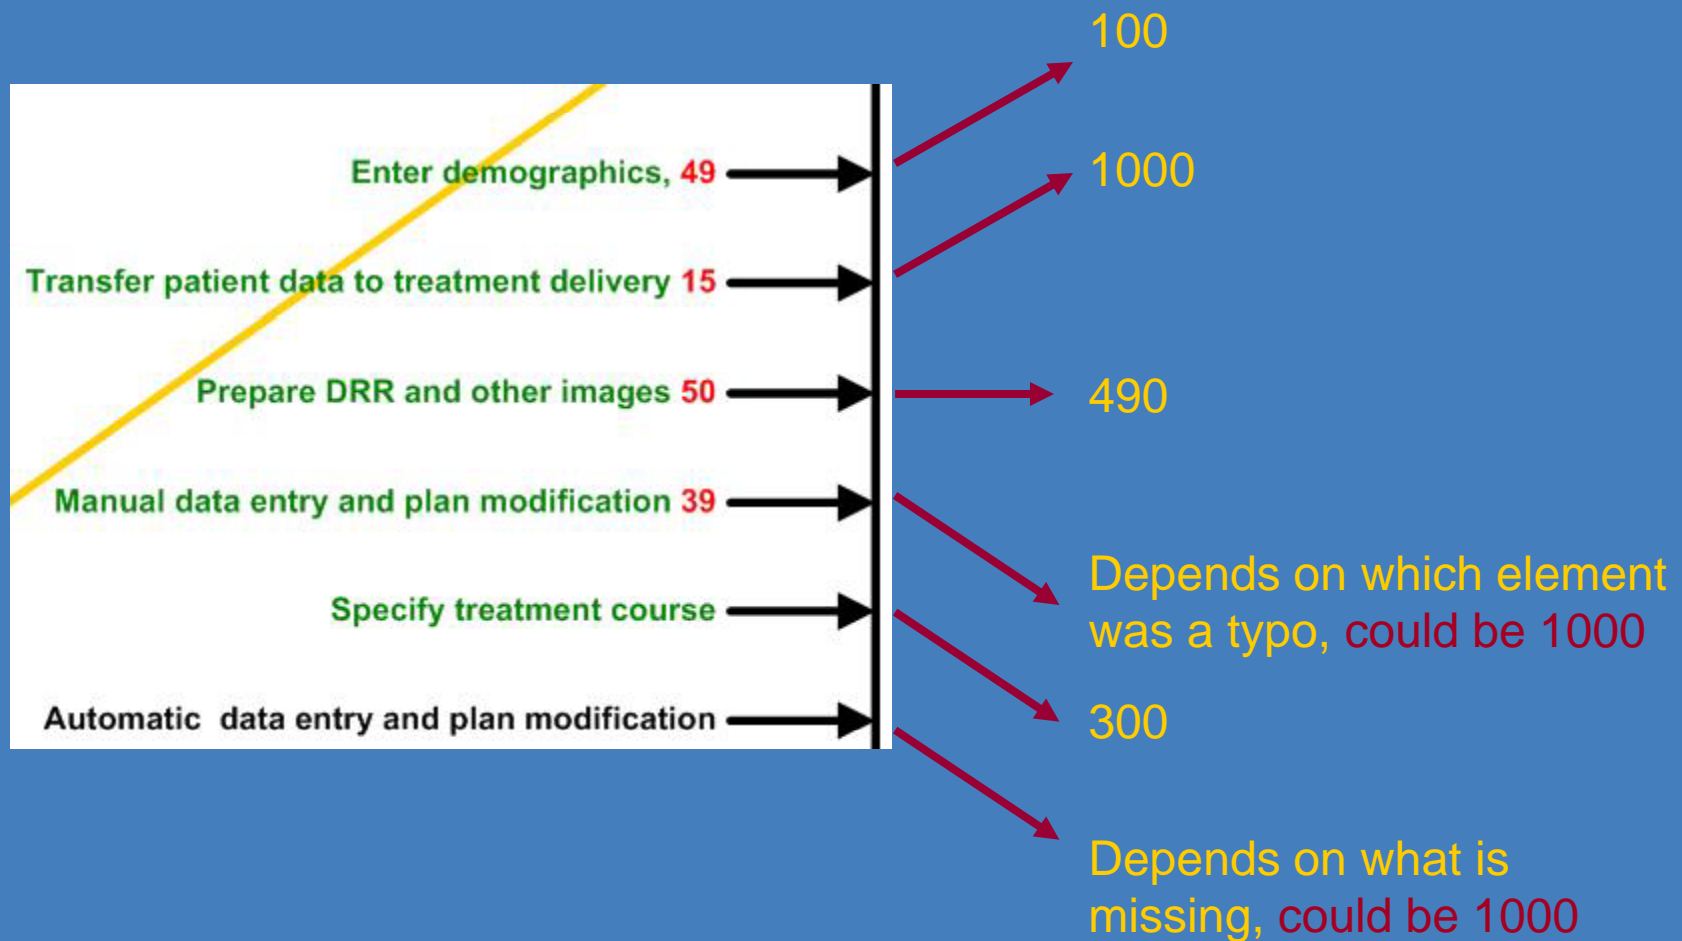 100
Enter demographics, 49
1000
Transfer patient data to treatment delivery 15
Prepare DRR and other images 50
490
Manual data entry and plan modification 39
Depends on which element
was a typo, could be 1000
Specify treatment course
300
Automatic data entry and plan modification
Depends on what is
missing, could be 1000